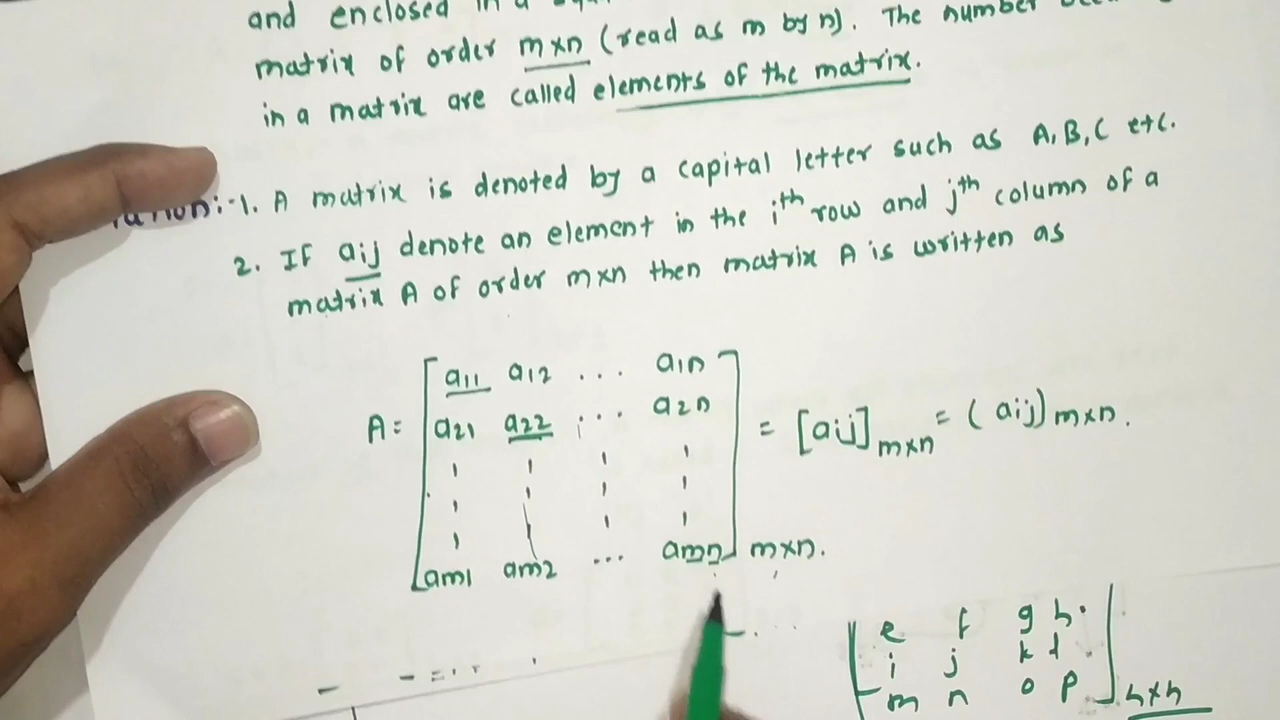 and enclosed in a
matrix of order m×n (read as m by n). The number
in a matrix are called elements of the matrix.
:-1. A matrix is denoted by a capital letter such as A, B, C etc.
2. If aij denote an element in the ith row and jth column of a
matrix A of order m×n then matrix A is written as
A = [ a11 a12 ... a1n ]
a21 a22 ... a2n
am1 am2 ... amn m×n.
= [aij] m×n = (aij) m×n.
e f g h
i j k l
m n o p